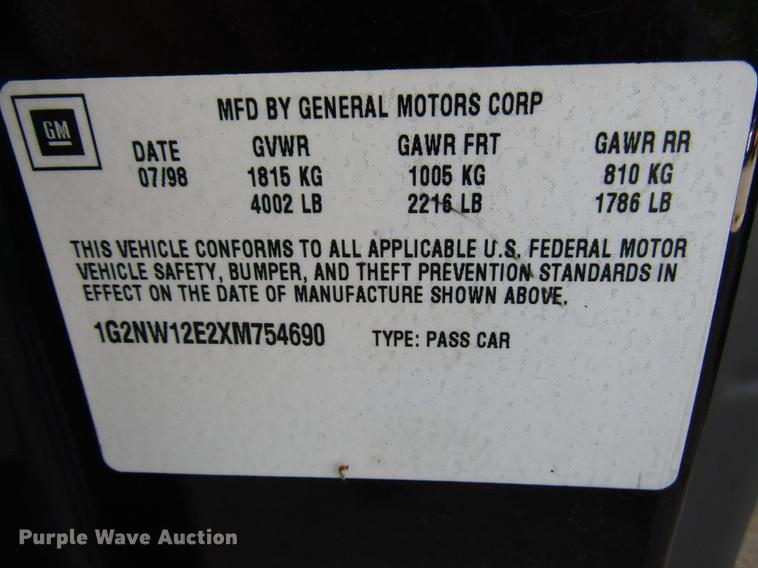 MFD BY GENERAL MOTORS CORP
GM
DATE GVWR GAWR FRT GAWR RR
07/98 1815 KG 1005 KG 810 KG
4002 LB 2216 LB 1786 LB
THIS VEHICLE CONFORMS TO ALL APPLICABLE U.S. FEDERAL MOTOR
VEHICLE SAFETY, BUMPER, AND THEFT PREVENTION STANDARDS IN
EFFECT ON THE DATE OF MANUFACTURE SHOWN ABOVE.
1G2NW12E2XM754690 TYPE: PASS CAR
Purple Wave Auction